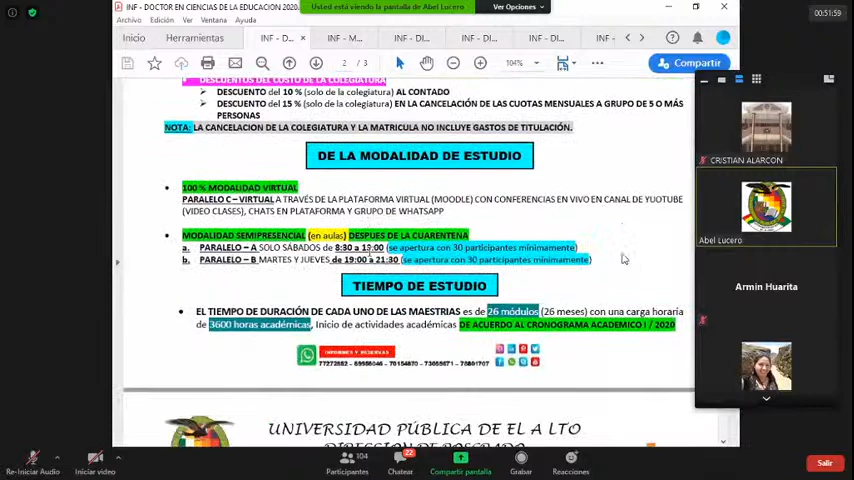 INF - DOCTOR EN CIENCIAS DE LA EDUCACION 2020.
Usted está viendo la pantalla de Abel Lucero
Ver Opciones
00:51:59
Archivo Edición Ver Ventana Ayuda
Inicio Herramientas INF - D... × INF - M... INF - DI... INF - DI... INF - DI... INF -
2 / 3 104% Compartir
DESCUENTOS DEL COSTO DE LA COLEGIATURA
DESCUENTO del 10 % (solo de la colegiatura) AL CONTADO
DESCUENTO del 15 % (solo de la colegiatura) EN LA CANCELACIÓN DE LAS CUOTAS MENSUALES A GRUPO DE 5 O MÁS
PERSONAS
NOTA: LA CANCELACION DE LA COLEGIATURA Y LA MATRICULA NO INCLUYE GASTOS DE TITULACIÓN.
DE LA MODALIDAD DE ESTUDIO
100 % MODALIDAD VIRTUAL
PARALELO C – VIRTUAL A TRAVÉS DE LA PLATAFORMA VIRTUAL (MOODLE) CON CONFERENCIAS EN VIVO EN CANAL DE YUOTUBE
(VIDEO CLASES), CHATS EN PLATAFORMA Y GRUPO DE WHATSAPP
MODALIDAD SEMIPRESENCIAL (en aulas) DESPUES DE LA CUARENTENA
a. PARALELO – A SOLO SÁBADOS de 8:30 a 13:00 (se apertura con 30 participantes mínimamente)
b. PARALELO – B MARTES Y JUEVES de 19:00 a 21:30 (se apertura con 30 participantes mínimamente)
TIEMPO DE ESTUDIO
EL TIEMPO DE DURACIÓN DE CADA UNO DE LAS MAESTRIAS es de 26 módulos (26 meses) con una carga horaria
de 3600 horas académicas, Inicio de actividades académicas DE ACUERDO AL CRONOGRAMA ACADEMICO I / 2020
INFORMES Y RESERVAS
UNIVERSIDAD PÚBLICA DE EL ALTO
DIRECCION DE POSGRADO
CRISTIAN ALARCON
Abel Lucero
Armin Huarita
Re-Iniciar Audio
Iniciar video
104
Participantes
22
Chatear
Compartir pantalla
Grabar
Reacciones
Salir